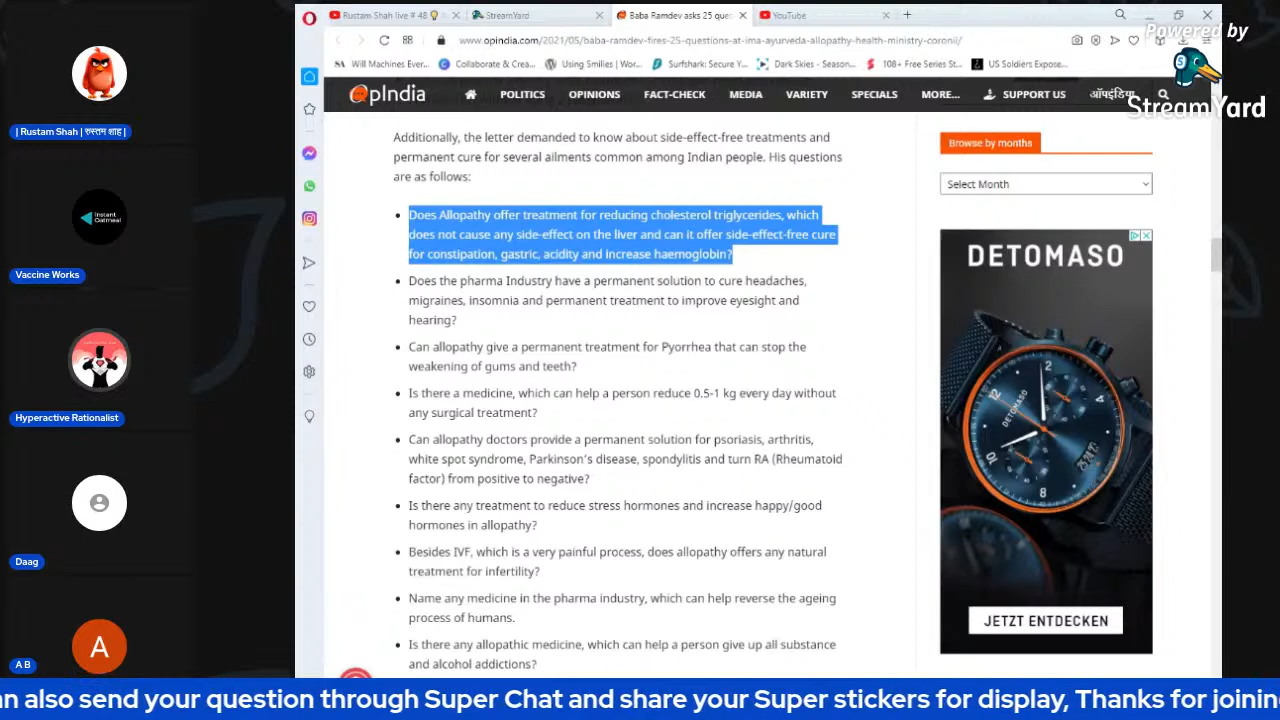 Rustam Shah live # 48
StreamYard
Baba Ramdev asks 25 ques
YouTube
www.opindia.com/2021/05/baba-ramdev-fires-25-questions-at-ima-ayurveda-allopathy-health-ministry-coronil/
Powered by
StreamYard
Will Machines Ever...
Collaborate & Crea...
Using Smilies | Wor...
Surfshark: Secure Y...
Dark Skies - Season...
108+ Free Series St...
US Soldiers Expose...
OpIndia
POLITICS
OPINIONS
FACT-CHECK
MEDIA
VARIETY
SPECIALS
MORE...
SUPPORT US
ऑपइंडिया
| Rustam Shah | रुस्तम शाह |
Instant
Oatmeal
Vaccine Works
Hyperactive Rationalist
Daag
A
A B
Additionally, the letter demanded to know about side-effect-free treatments and
permanent cure for several ailments common among Indian people. His questions
are as follows:
Does Allopathy offer treatment for reducing cholesterol triglycerides, which
does not cause any side-effect on the liver and can it offer side-effect-free cure
for constipation, gastric, acidity and increase haemoglobin?
Does the pharma Industry have a permanent solution to cure headaches,
migraines, insomnia and permanent treatment to improve eyesight and
hearing?
Can allopathy give a permanent treatment for Pyorrhea that can stop the
weakening of gums and teeth?
Is there a medicine, which can help a person reduce 0.5-1 kg every day without
any surgical treatment?
Can allopathy doctors provide a permanent solution for psoriasis, arthritis,
white spot syndrome, Parkinson's disease, spondylitis and turn RA (Rheumatoid
factor) from positive to negative?
Is there any treatment to reduce stress hormones and increase happy/good
hormones in allopathy?
Besides IVF, which is a very painful process, does allopathy offers any natural
treatment for infertility?
Name any medicine in the pharma industry, which can help reverse the ageing
process of humans.
Is there any allopathic medicine, which can help a person give up all substance
and alcohol addictions?
Browse by months
Select Month
DETOMASO
12
2
4
8
10
DETOMASO
JETZT ENTDECKEN
n also send your question through Super Chat and share your Super stickers for display, Thanks for joinin